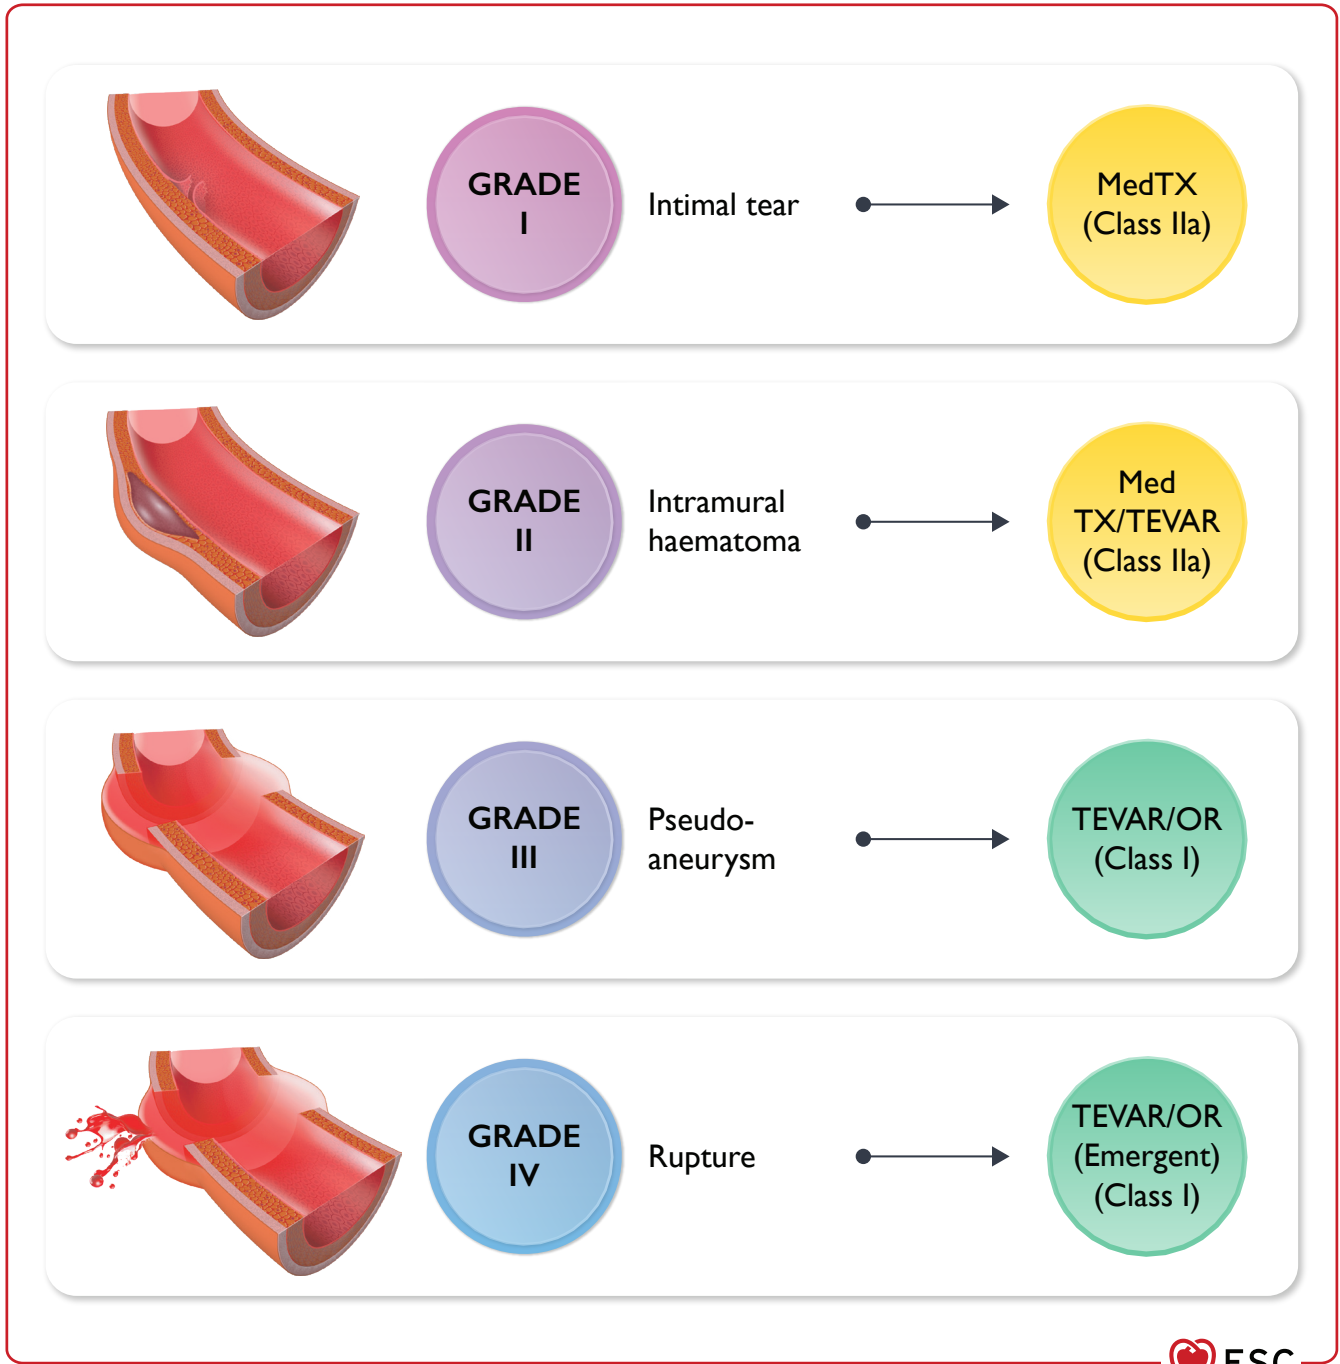 GRADE
I
Intimal tear
MedTX
(Class IIa)
GRADE
II
Intramural
haematoma
Med
TX/TEVAR
(Class IIa)
GRADE
III
Pseudo-
aneurysm
TEVAR/OR
(Class I)
GRADE
IV
Rupture
TEVAR/OR
(Emergent)
(Class I)
ESC